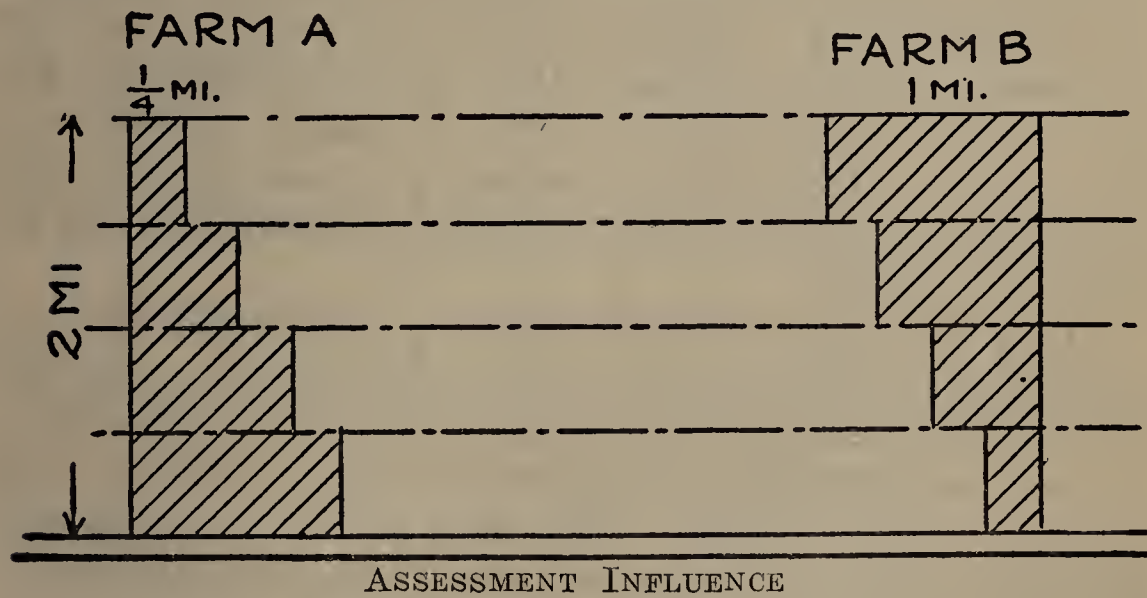 FARM A
1/4 MI.
FARM B
1 MI.
2 MI
ASSESSMENT INFLUENCE